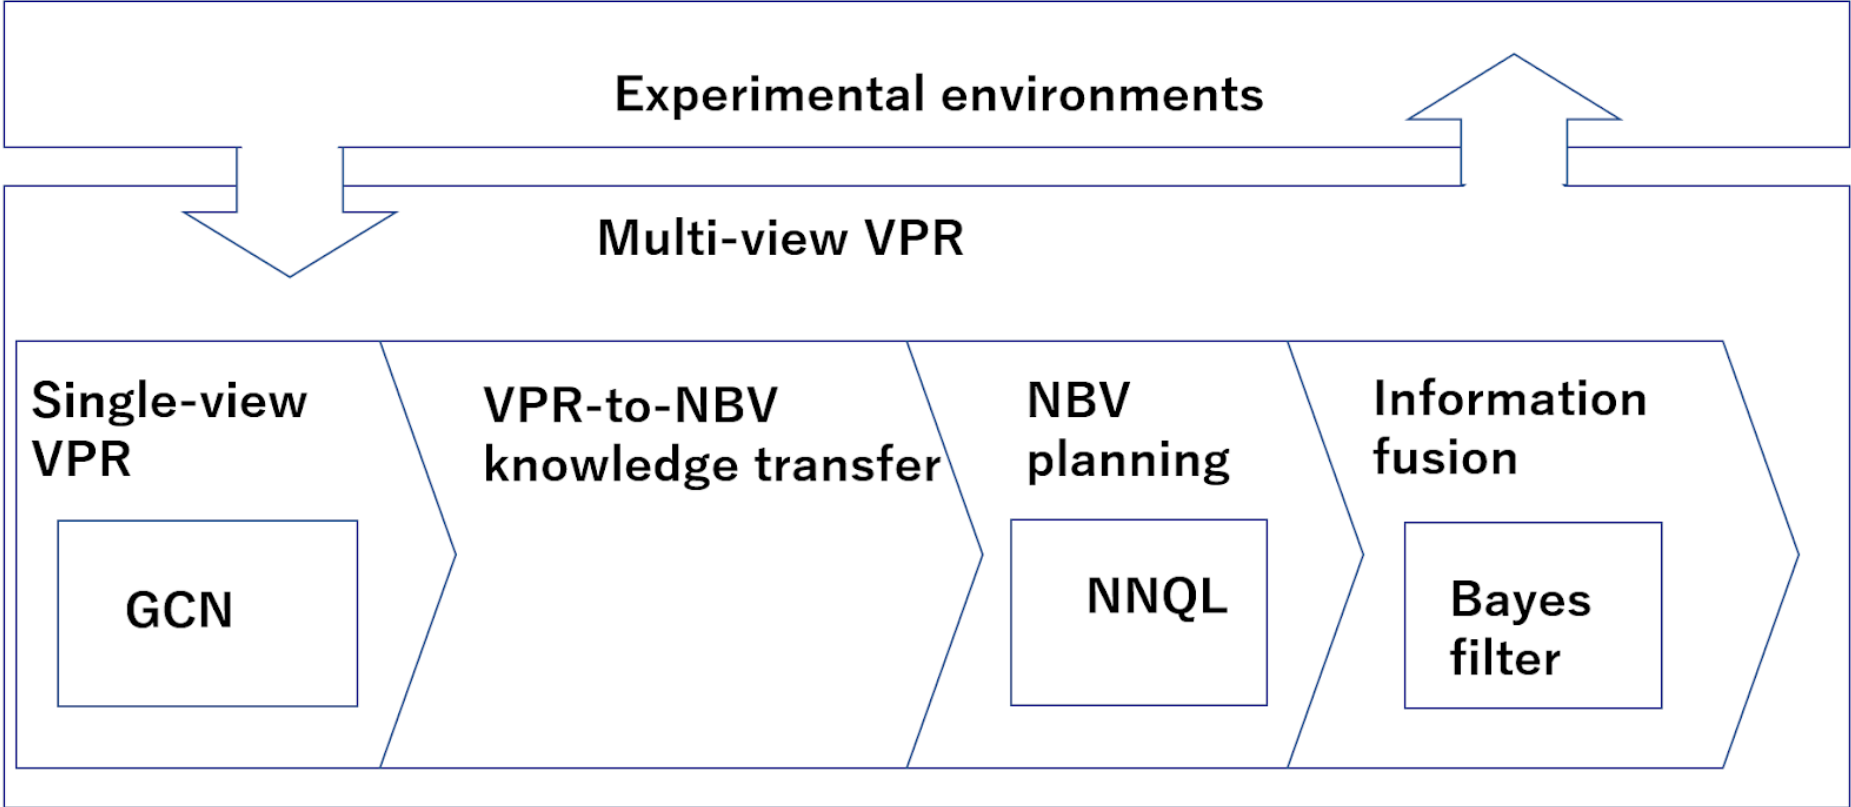 Experimental environments
Multi-view VPR
Single-view
VPR
GCN
VPR-to-NBV
knowledge transfer
NBV
planning
NNQL
Information
fusion
Bayes
filter